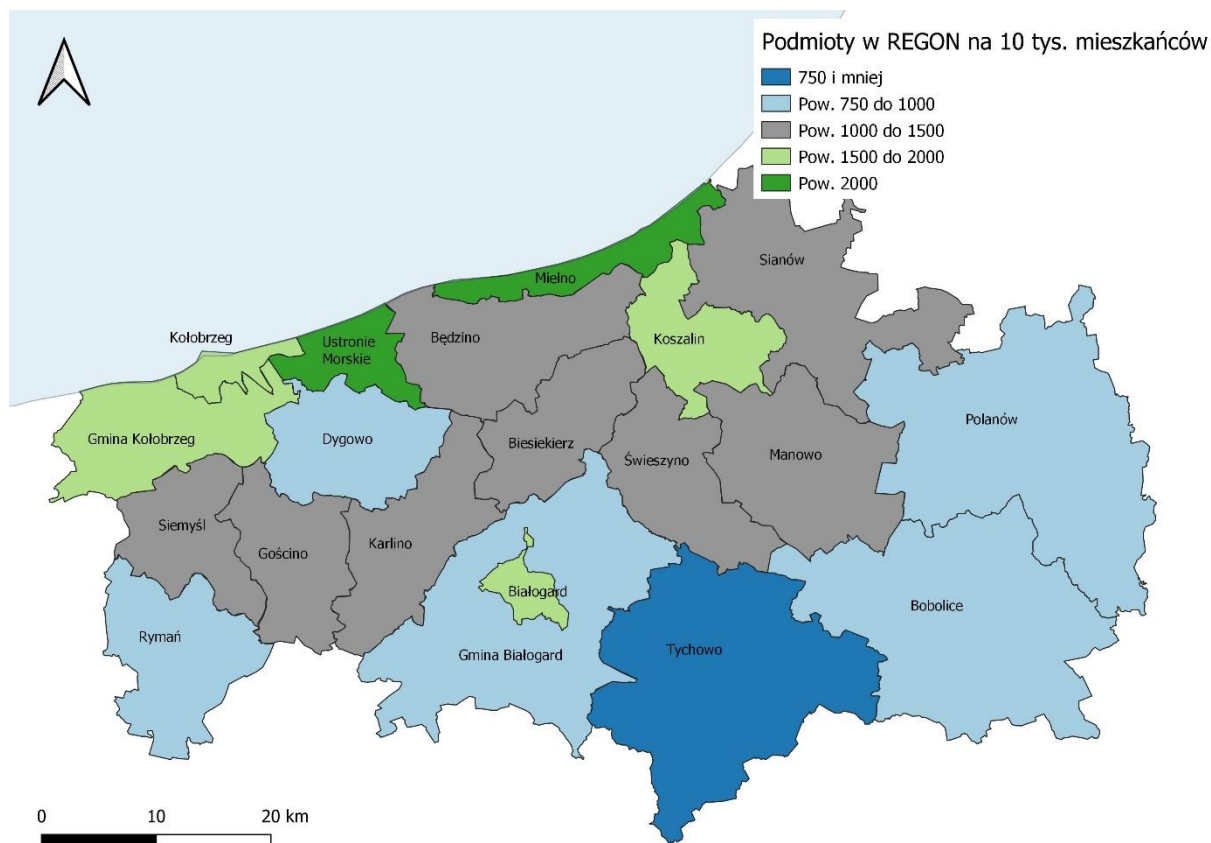 Podmioty w REGON na 10 tys. mieszkańców
750 i mniej
Pow. 750 do 1000
Pow. 1000 do 1500
Pow. 1500 do 2000
Pow. 2000
Sianów
Mielno
Kołobrzeg
Ustronie
Morskie
Będzino
Koszalin
Polanów
Gmina Kołobrzeg
Dygowo
Biesiekierz
Świeszyno
Manowo
Siemyśl
Gościno
Karlino
Białogard
Bobolice
Rymań
Gmina Białogard
Tychowo
0 10 20 km